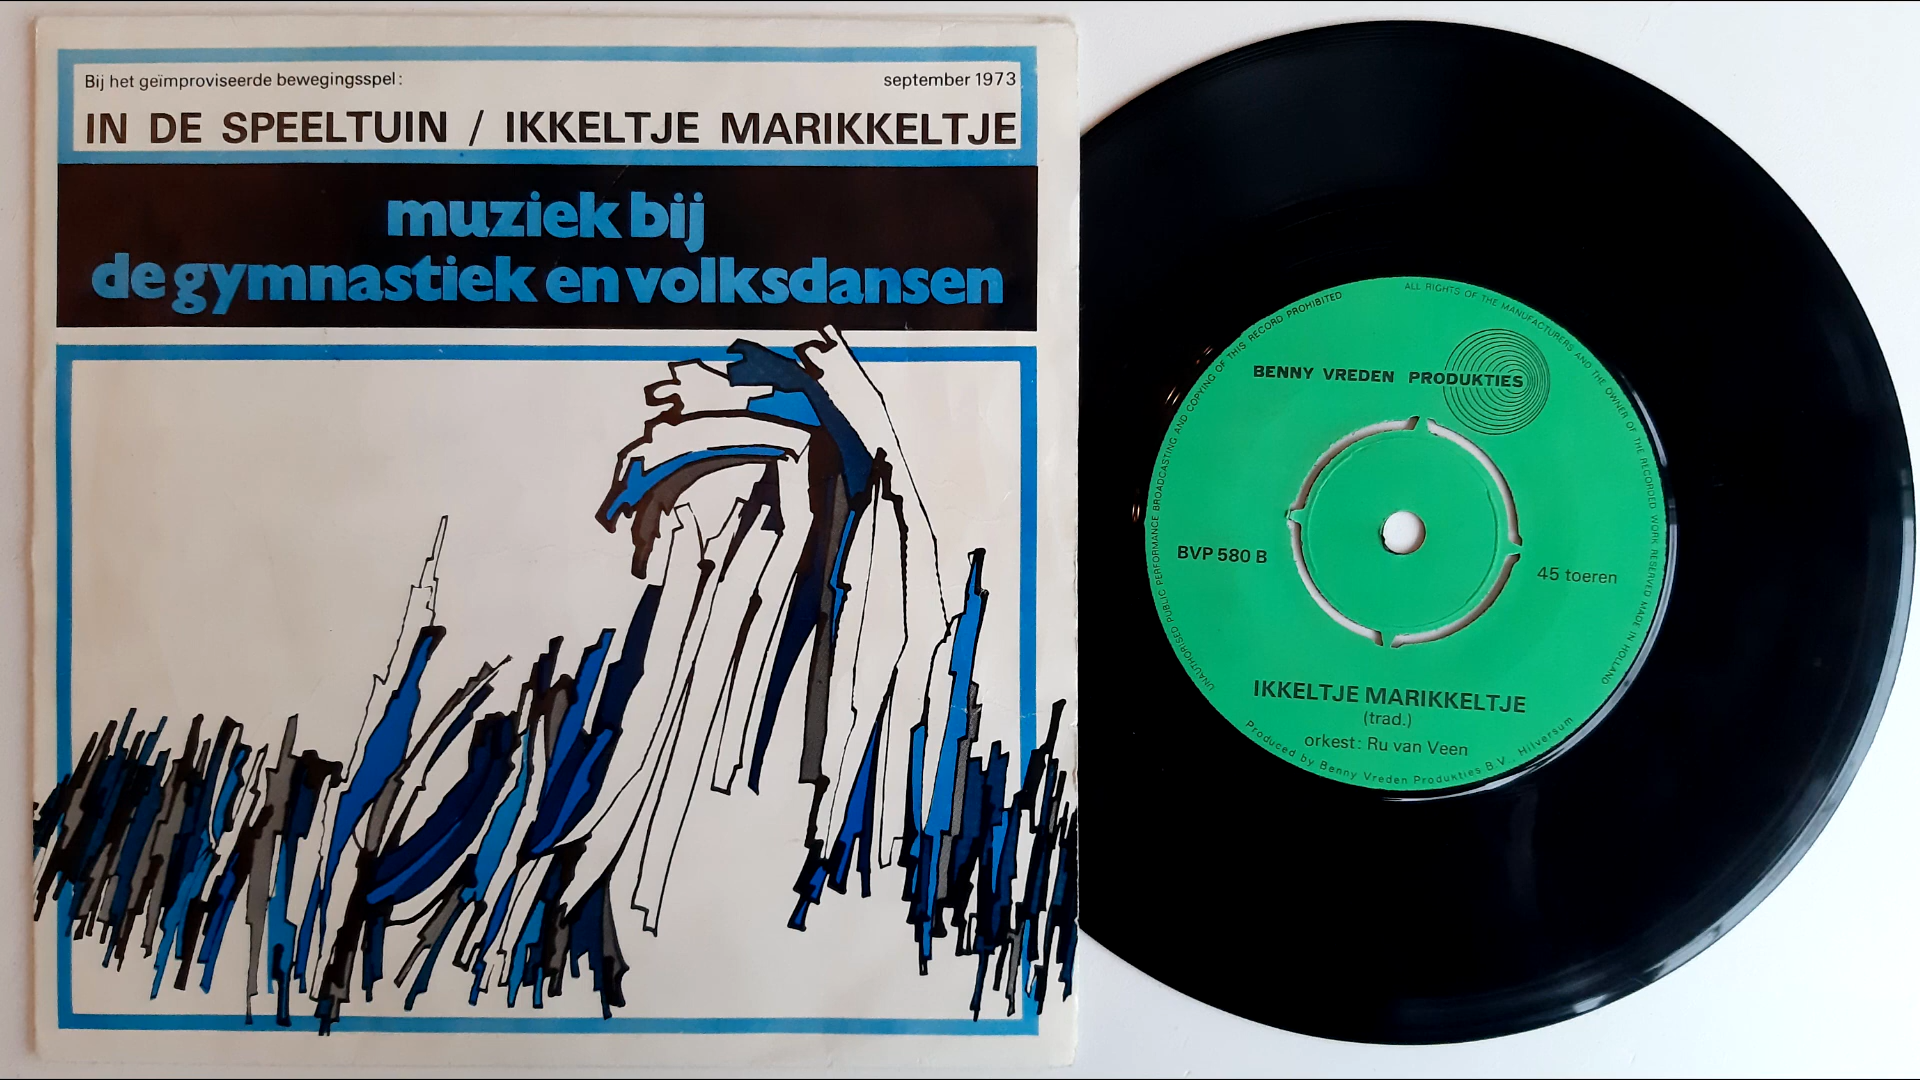 Bij het geïmproviseerde bewegingsspel:
september 1973
IN DE SPEELTUIN / IKKELTJE MARIKKELTJE
muziek bij
de gymnastiek en volksdansen
ALL RIGHTS OF THE MANUFACTURERS AND THE OWNER OF THE RECORDED WORK RESERVED MADE IN HOLLAND
UNAUTHORISED PUBLIC PERFORMANCE BROADCASTING AND COPYING OF THIS RECORD PROHIBITED
BENNY VREDEN PRODUKTIES
BVP 580 B
45 toeren
IKKELTJE MARIKKELTJE
(trad.)
orkest: Ru van Veen
Produced by Benny Vreden Produkties B.V., Hilversum